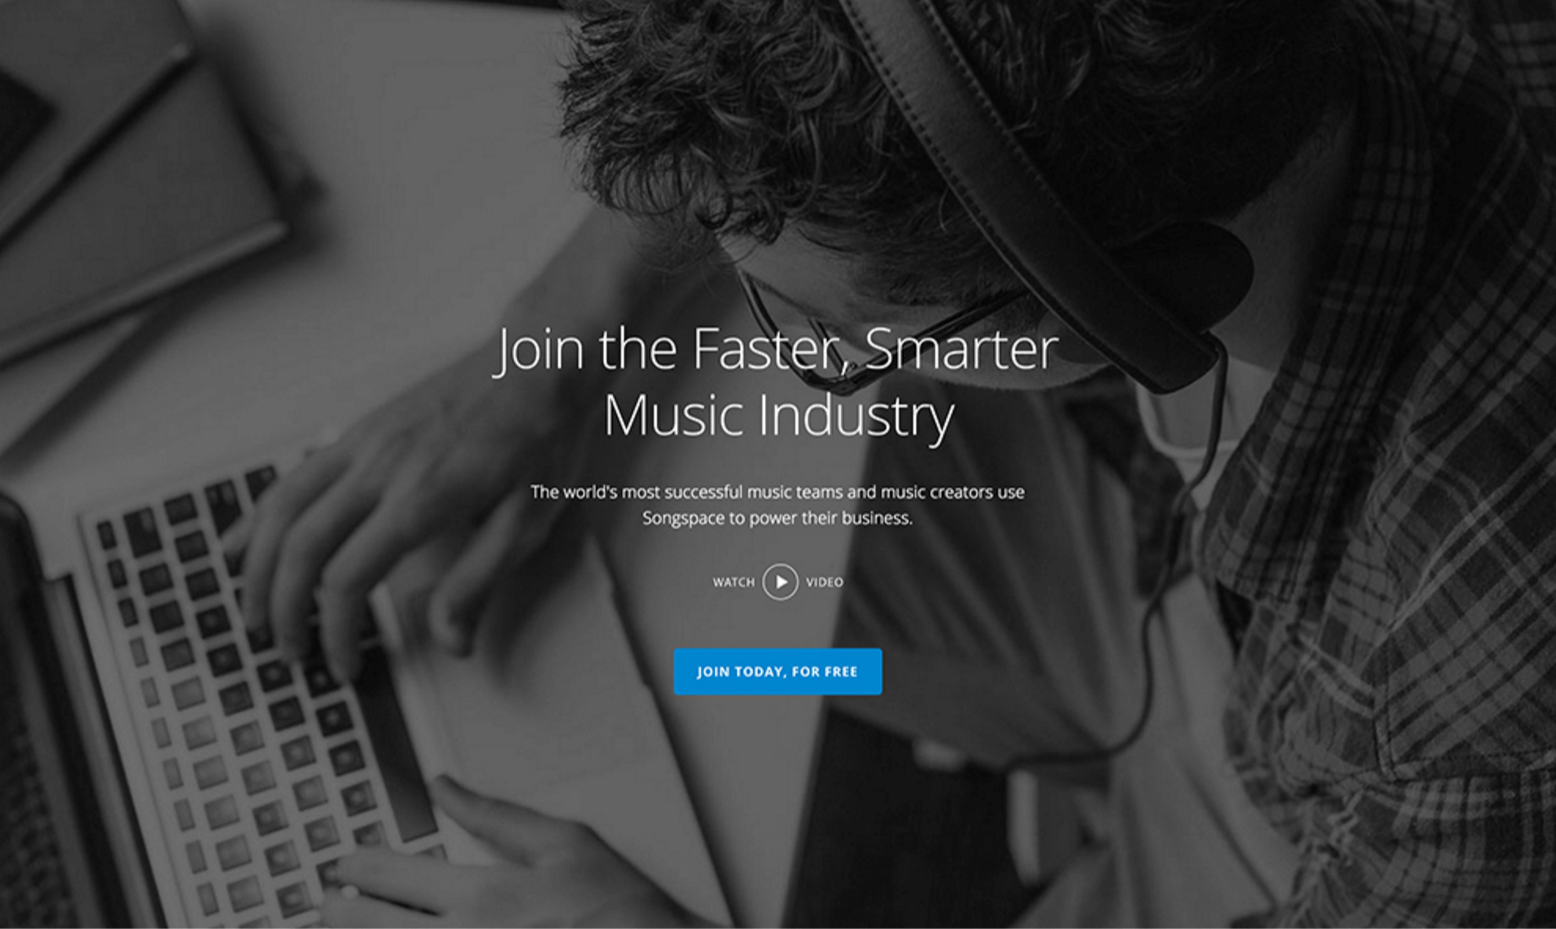 Join the Faster, Smarter
Music Industry
The world's most successful music teams and music creators use
Songspace to power their business.
WATCH VIDEO
JOIN TODAY, FOR FREE